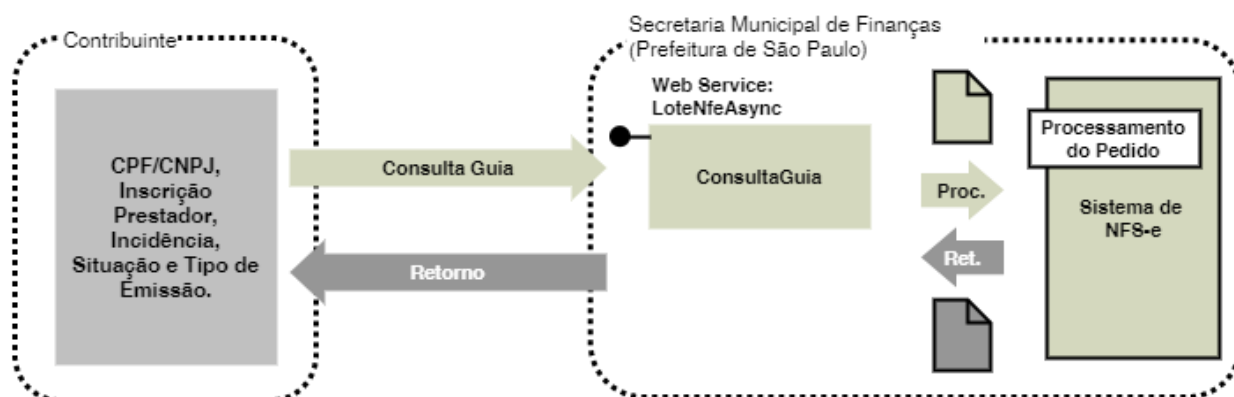 Contribuinte
Secretaria Municipal de Finanças
(Prefeitura de São Paulo)
CPF/CNPJ,
Inscrição
Prestador,
Incidência,
Situação e Tipo de
Emissão.
Consulta Guia
Retorno
Web Service:
LoteNfeAsync
ConsultaGuia
Proc.
Ret.
Processamento
do Pedido
Sistema de
NFS-e